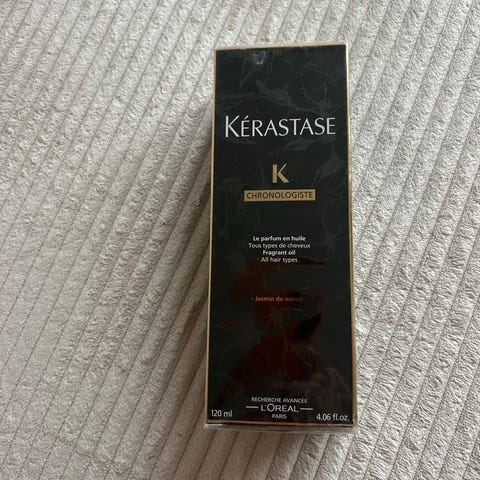 KÉRASTASE
K
CHRONOLOGISTE
Le parfum en huile
Tous types de cheveux
Fragrant oil
All hair types
- Jasmin de minuit -
RECHERCHE AVANCÉE
L'ORÉAL
PARIS
120 ml 4.06 fl.oz.